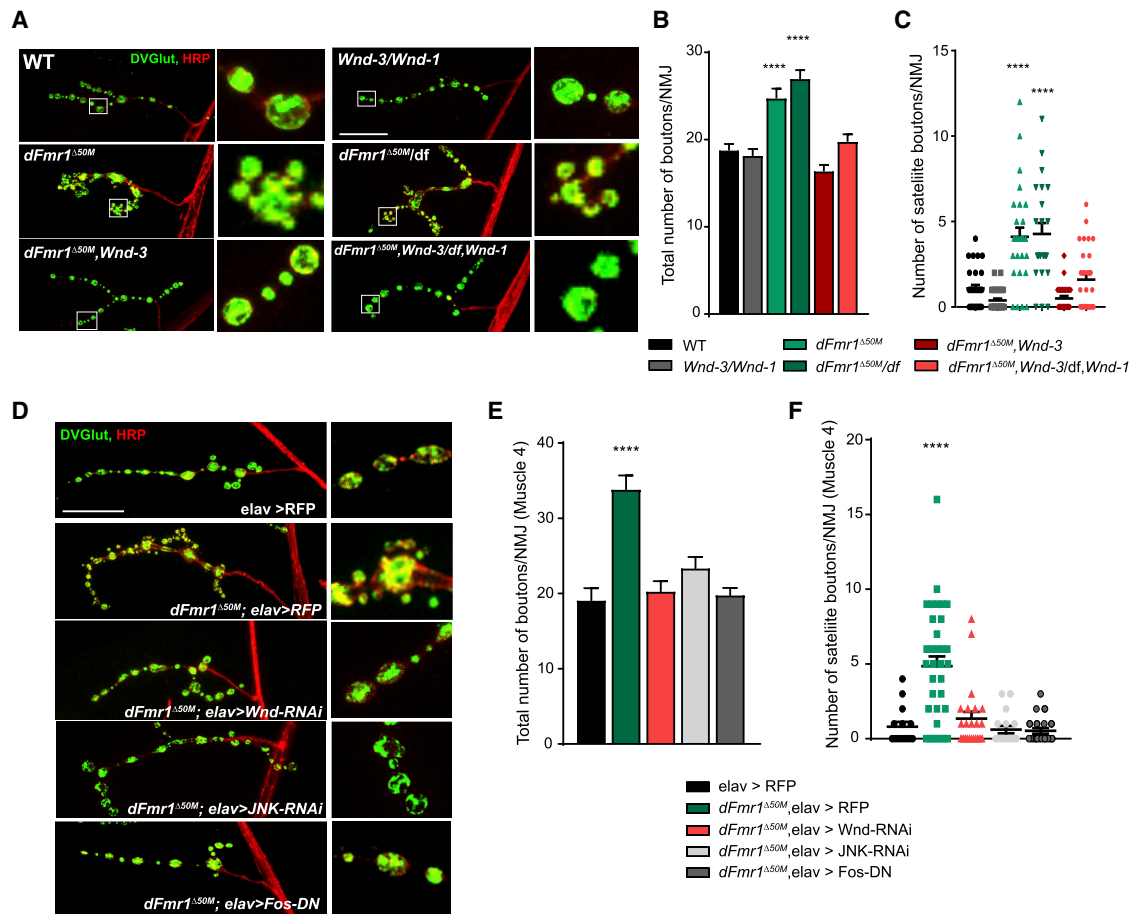 A
WT
DVGlut, HRP
Wnd-3/Wnd-1
dFmr1Δ50M
dFmr1Δ50M/df
dFmr1Δ50M,Wnd-3
dFmr1Δ50M,Wnd-3/df,Wnd-1
B
Total number of boutons/NMJ
30
20
10
0
****
****
C
Number of satellite boutons/NMJ
15
10
5
0
****
****
WT
Wnd-3/Wnd-1
dFmr1Δ50M
dFmr1Δ50M/df
dFmr1Δ50M,Wnd-3
dFmr1Δ50M,Wnd-3/df,Wnd-1
D
DVGlut, HRP
elav >RFP
dFmr1Δ50M; elav>RFP
dFmr1Δ50M; elav>Wnd-RNAi
dFmr1Δ50M; elav>JNK-RNAi
dFmr1Δ50M; elav>Fos-DN
E
Total number of boutons/NMJ (Muscle 4)
40
30
20
10
0
****
F
Number of satellite boutons/NMJ (Muscle 4)
20
15
10
5
0
****
elav > RFP
dFmr1Δ50M,elav > RFP
dFmr1Δ50M,elav > Wnd-RNAi
dFmr1Δ50M,elav > JNK-RNAi
dFmr1Δ50M,elav > Fos-DN